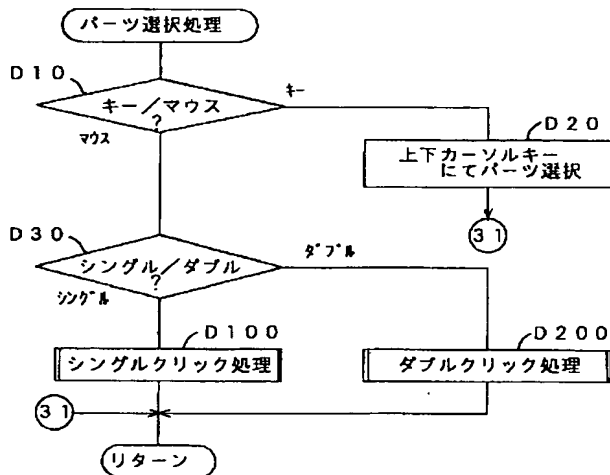 パーツ選択処理
D10
キー/マウス
?
キー
マウス
D20
上下カーソルキー
にてパーツ選択
31
D30
シングル/ダブル
?
ダブル
シングル
D100
シングルクリック処理
D200
ダブルクリック処理
31
リターン